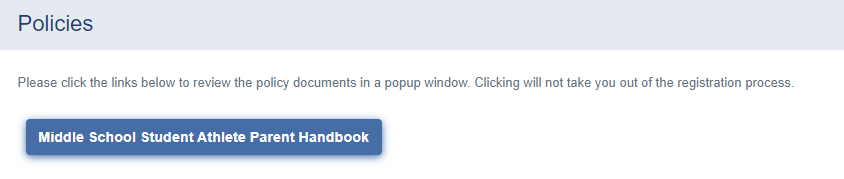 Policies
Please click the links below to review the policy documents in a popup window. Clicking will not take you out of the registration process.
Middle School Student Athlete Parent Handbook